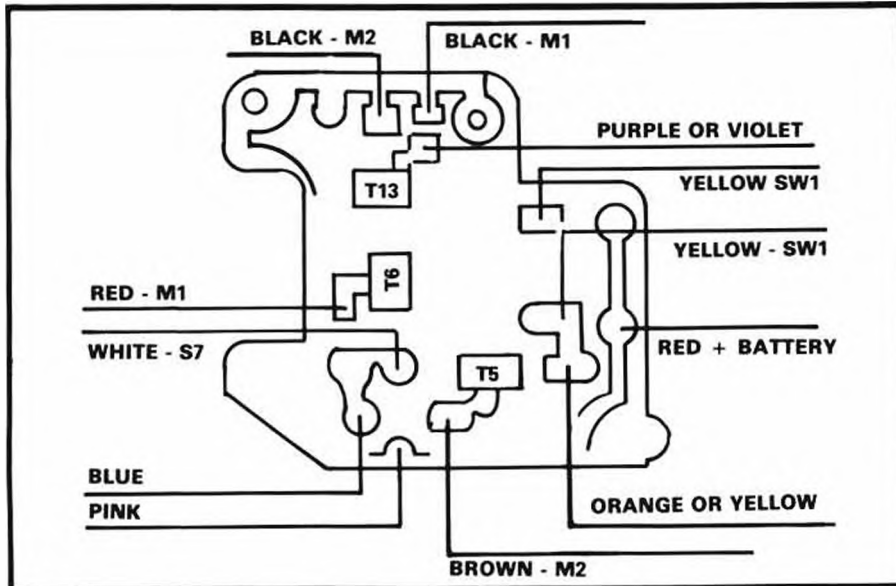 BLACK - M2
BLACK - M1
PURPLE OR VIOLET
T13
YELLOW SW1
YELLOW - SW1
T6
RED - M1
WHITE - S7
RED + BATTERY
T5
BLUE
PINK
ORANGE OR YELLOW
BROWN - M2